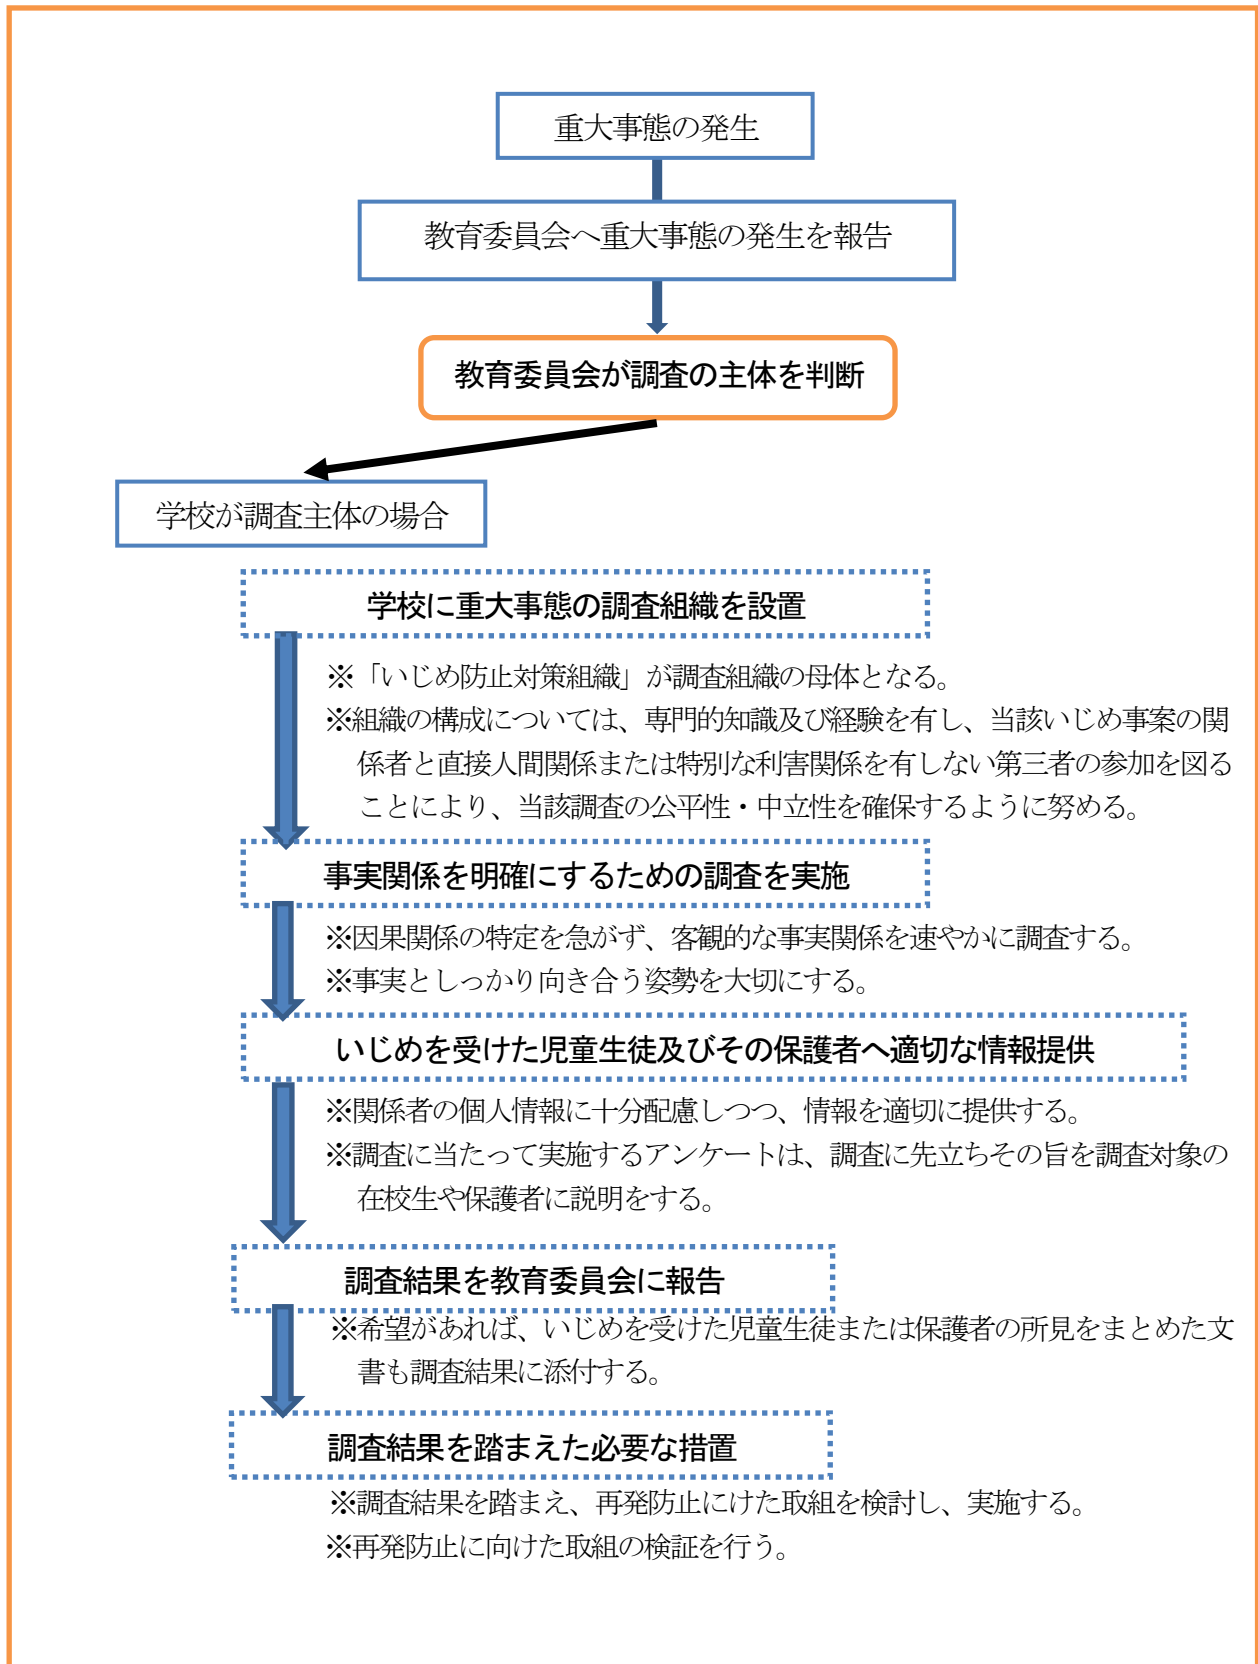 重大事態の発生
教育委員会へ重大事態の発生を報告
教育委員会が調査の主体を判断
学校が調査主体の場合
学校に重大事態の調査組織を設置
※「いじめ防止対策組織」が調査組織の母体となる。
※組織の構成については、専門的知識及び経験を有し、当該いじめ事案の関
係者と直接人間関係または特別な利害関係を有しない第三者の参加を図る
ことにより、当該調査の公平性・中立性を確保するように努める。
事実関係を明確にするための調査を実施
※因果関係の特定を急がず、客観的な事実関係を速やかに調査する。
※事実としっかり向き合う姿勢を大切にする。
いじめを受けた児童生徒及びその保護者へ適切な情報提供
※関係者の個人情報に十分配慮しつつ、情報を適切に提供する。
※調査に当たって実施するアンケートは、調査に先立ちその旨を調査対象の
在校生や保護者に説明をする。
調査結果を教育委員会に報告
※希望があれば、いじめを受けた児童生徒または保護者の所見をまとめた文
書も調査結果に添付する。
調査結果を踏まえた必要な措置
※調査結果を踏まえ、再発防止にけた取組を検討し、実施する。
※再発防止に向けた取組の検証を行う。